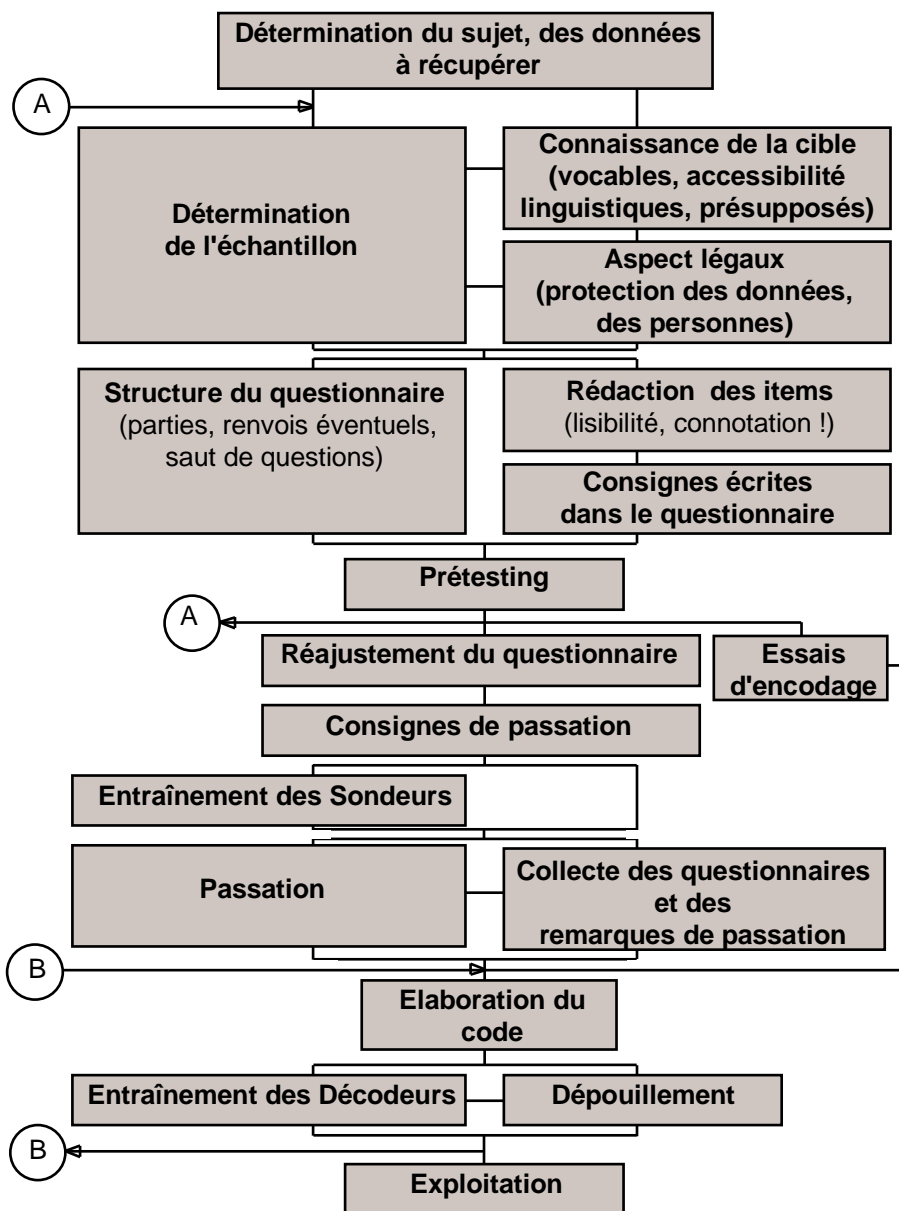 Détermination du sujet, des données
à récupérer
A
Détermination
de l'échantillon
Connaissance de la cible
(vocables, accessibilité
linguistiques, présupposés)
Aspect légaux
(protection des données,
des personnes)
Structure du questionnaire
(parties, renvois éventuels,
saut de questions)
Rédaction des items
(lisibilité, connotation !)
Consignes écrites
dans le questionnaire
Prétesting
A
Réajustement du questionnaire
Essais
d'encodage
Consignes de passation
Entraînement des Sondeurs
Passation
Collecte des questionnaires
et des
remarques de passation
B
Elaboration du
code
Entraînement des Décodeurs
Dépouillement
B
Exploitation